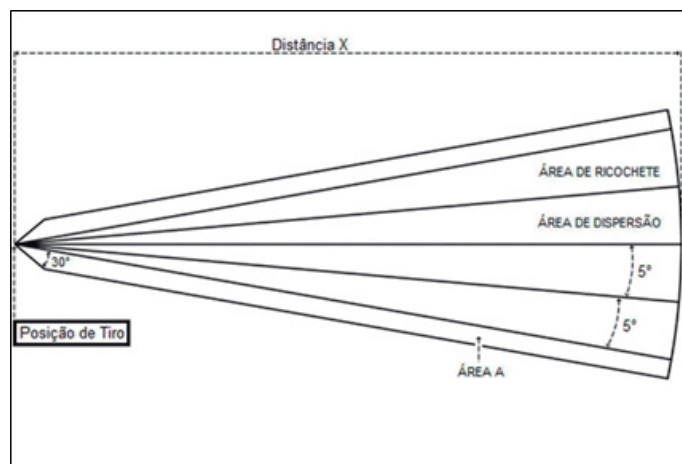 Distância X
ÁREA DE RICOCHETE
ÁREA DE DISPERSÃO
30°
5°
Posição de Tiro
5°
ÁREA A